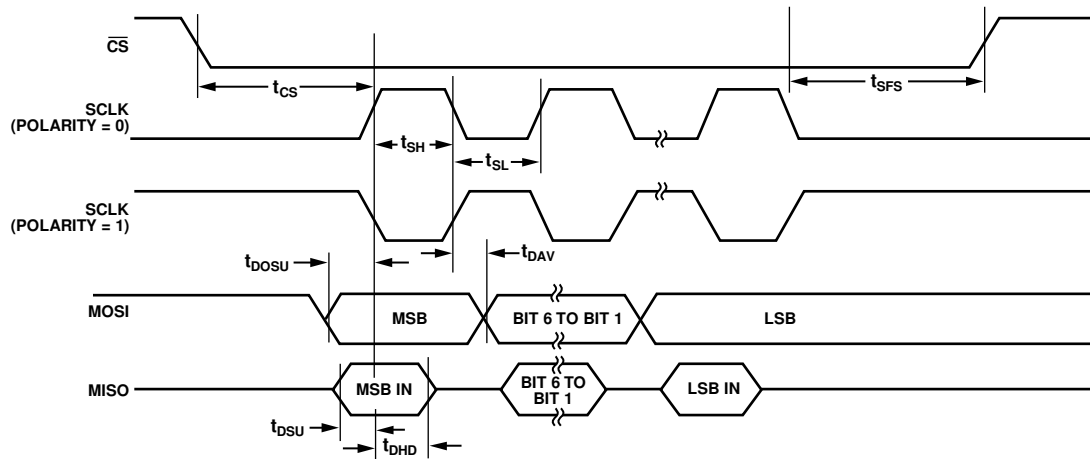 CS
tCS
tSFS
SCLK
(POLARITY = 0)
tSH
tSL
SCLK
(POLARITY = 1)
tDOSU
tDAV
MOSI
MSB
BIT 6 TO BIT 1
LSB
MISO
MSB IN
BIT 6 TO
BIT 1
LSB IN
tDSU
tDHD